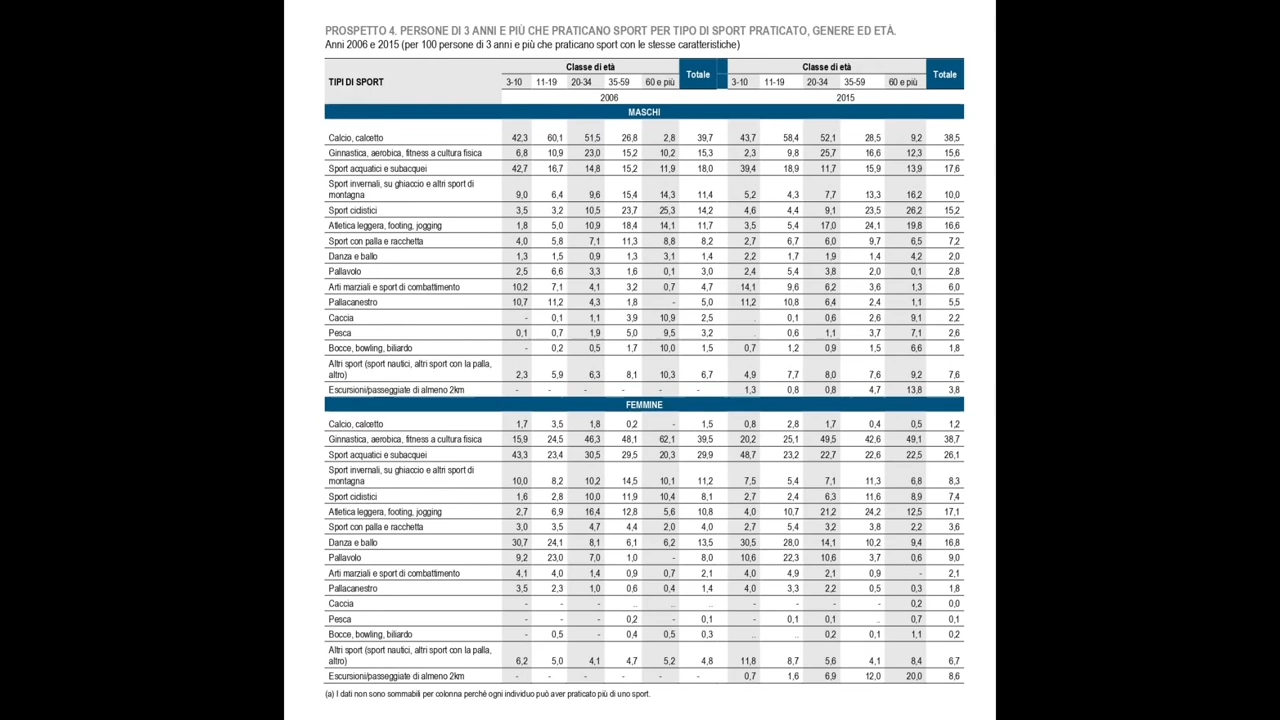 PROSPETTO 4. PERSONE DI 3 ANNI E PIÙ CHE PRATICANO SPORT PER TIPO DI SPORT PRATICATO, GENERE ED ETÀ.
Anni 2006 e 2015 (per 100 persone di 3 anni e più che praticano sport con le stesse caratteristiche)
TIPI DI SPORT Classe di età Totale Classe di età Totale
3-10 11-19 20-34 35-59 60 e più 3-10 11-19 20-34 35-59 60 e più
2006 2015
MASCHI
Calcio, calcetto 42,3 60,1 51,5 26,8 2,8 39,7 43,7 58,4 52,1 28,5 9,2 38,5
Ginnastica, aerobica, fitness a cultura fisica 6,8 10,9 23,0 15,2 10,2 15,3 2,3 9,8 25,7 16,6 12,3 15,6
Sport acquatici e subacquei 42,7 16,7 14,8 15,2 11,9 18,0 39,4 18,9 11,7 15,9 13,9 17,6
Sport invernali, su ghiaccio e altri sport di
montagna 9,0 6,4 9,6 15,4 14,3 11,4 5,2 4,3 7,7 13,3 16,2 10,0
Sport ciclistici 3,5 3,2 10,5 23,7 25,3 14,2 4,6 4,4 9,1 23,5 26,2 15,2
Atletica leggera, footing, jogging 1,8 5,0 10,9 18,4 14,1 11,7 3,5 5,4 17,0 24,1 19,8 16,6
Sport con palla e racchetta 4,0 5,8 7,1 11,3 8,8 8,2 2,7 6,7 6,0 9,7 6,5 7,2
Danza e ballo 1,3 1,5 0,9 1,3 3,1 1,4 2,2 1,7 1,9 1,4 4,2 2,0
Pallavolo 2,5 6,6 3,3 1,6 0,1 3,0 2,4 5,4 3,8 2,0 0,1 2,8
Arti marziali e sport di combattimento 10,2 7,1 4,1 3,2 0,7 4,7 14,1 9,6 6,2 3,6 1,3 6,0
Pallacanestro 10,7 11,2 4,3 1,8 - 5,0 11,2 10,8 6,4 2,4 1,1 5,5
Caccia - 0,1 1,1 3,9 10,9 2,5 . 0,1 0,6 2,6 9,1 2,2
Pesca 0,1 0,7 1,9 5,0 9,5 3,2 . 0,6 1,1 3,7 7,1 2,6
Bocce, bowling, biliardo - 0,2 0,5 1,7 10,0 1,5 0,7 1,2 0,9 1,5 6,6 1,8
Altri sport (sport nautici, altri sport con la palla,
altro) 2,3 5,9 6,3 8,1 10,3 6,7 4,9 7,7 8,0 7,6 9,2 7,6
Escursioni/passeggiate di almeno 2km - - - - - - 1,3 0,8 0,8 4,7 13,8 3,8
FEMMINE
Calcio, calcetto 1,7 3,5 1,8 0,2 - 1,5 0,8 2,8 1,7 0,4 0,5 1,2
Ginnastica, aerobica, fitness a cultura fisica 15,9 24,5 46,3 48,1 62,1 39,5 20,2 25,1 49,5 42,6 49,1 38,7
Sport acquatici e subacquei 43,3 23,4 30,5 29,5 20,3 29,9 48,7 23,2 22,7 22,6 22,5 26,1
Sport invernali, su ghiaccio e altri sport di
montagna 10,0 8,2 10,2 14,5 10,1 11,2 7,5 5,4 7,1 11,3 6,8 8,3
Sport ciclistici 1,6 2,8 10,0 11,9 10,4 8,1 2,7 2,4 6,3 11,6 8,9 7,4
Atletica leggera, footing, jogging 2,7 6,9 16,4 12,8 5,6 10,8 4,0 10,7 21,2 24,2 12,5 17,1
Sport con palla e racchetta 3,0 3,5 4,7 4,4 2,0 4,0 2,7 5,4 3,2 3,8 2,2 3,6
Danza e ballo 30,7 24,1 8,1 6,1 6,2 13,5 30,5 28,0 14,1 10,2 9,4 16,8
Pallavolo 9,2 23,0 7,0 1,0 - 8,0 10,6 22,3 10,6 3,7 0,6 9,0
Arti marziali e sport di combattimento 4,1 4,0 1,4 0,9 0,7 2,1 4,0 4,9 2,1 0,9 - 2,1
Pallacanestro 3,5 2,3 1,0 0,6 0,4 1,4 4,0 3,3 2,2 0,5 0,3 1,8
Caccia - - - .. .. .. - - - - 0,2 0,0
Pesca - - - 0,2 - 0,1 - 0,1 0,1 .. 0,7 0,1
Bocce, bowling, biliardo - 0,5 - 0,4 0,5 0,3 .. .. 0,2 0,1 1,1 0,2
Altri sport (sport nautici, altri sport con la palla,
altro) 6,2 5,0 4,1 4,7 5,2 4,8 11,8 8,7 5,6 4,1 8,4 6,7
Escursioni/passeggiate di almeno 2km - - - - - - 0,7 1,6 6,9 12,0 20,0 8,6
(a) I dati non sono sommabili per colonna perchè ogni individuo può aver praticato più di uno sport.